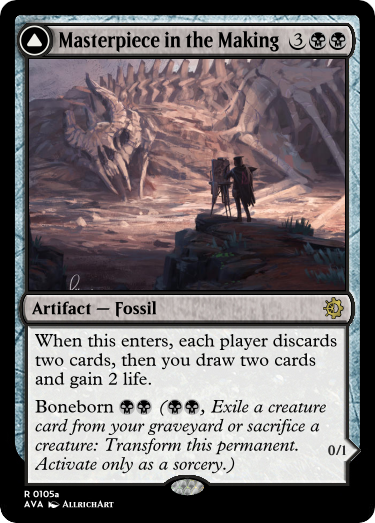 Masterpiece in the Making 3
Artifact — Fossil
When this enters, each player discards
two cards, then you draw two cards
and gain 2 life.
Boneborn (, Exile a creature
card from your graveyard or sacrifice a
creature: Transform this permanent.
Activate only as a sorcery.)
0/1
R 0105a
AVA AllrichArt